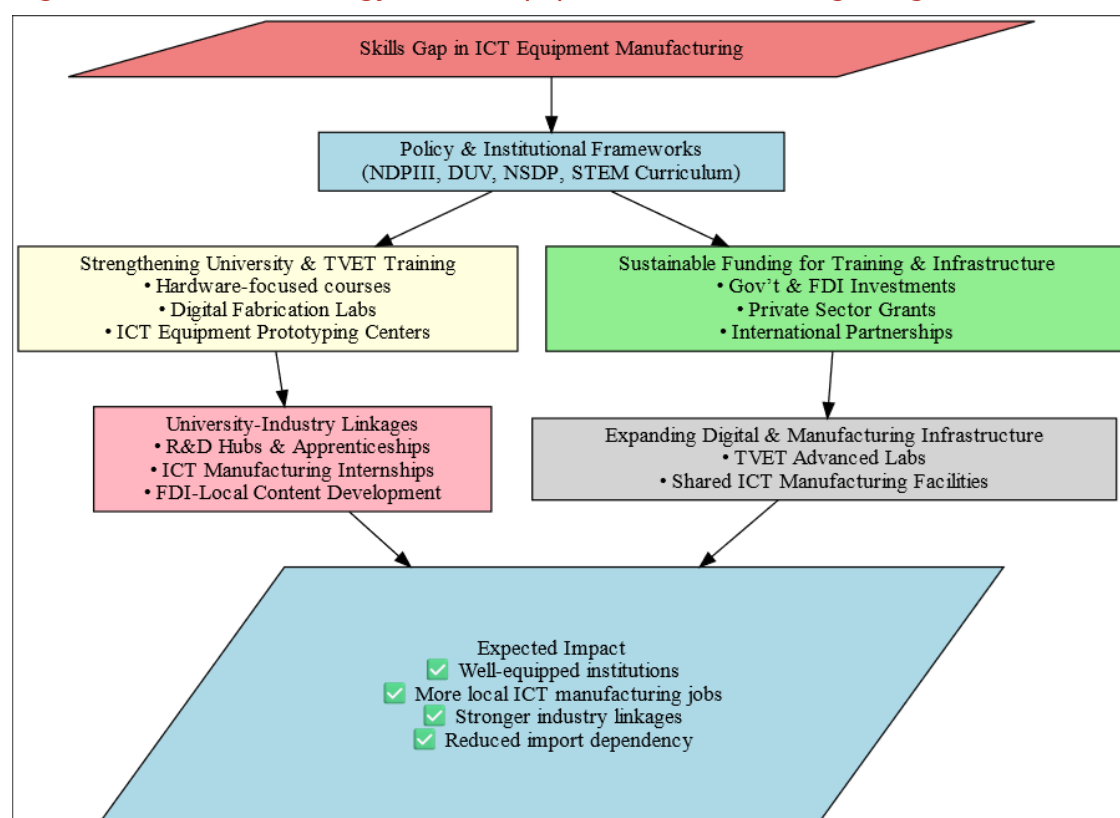 Skills Gap in ICT Equipment Manufacturing
Policy & Institutional Frameworks
(NDPIII, DUV, NSDP, STEM Curriculum)
Strengthening University & TVET Training
• Hardware-focused courses
• Digital Fabrication Labs
• ICT Equipment Prototyping Centers
Sustainable Funding for Training & Infrastructure
• Gov't & FDI Investments
• Private Sector Grants
• International Partnerships
University-Industry Linkages
• R&D Hubs & Apprenticeships
• ICT Manufacturing Internships
• FDI-Local Content Development
Expanding Digital & Manufacturing Infrastructure
• TVET Advanced Labs
• Shared ICT Manufacturing Facilities
Expected Impact
✅ Well-equipped institutions
✅ More local ICT manufacturing jobs
✅ Stronger industry linkages
✅ Reduced import dependency